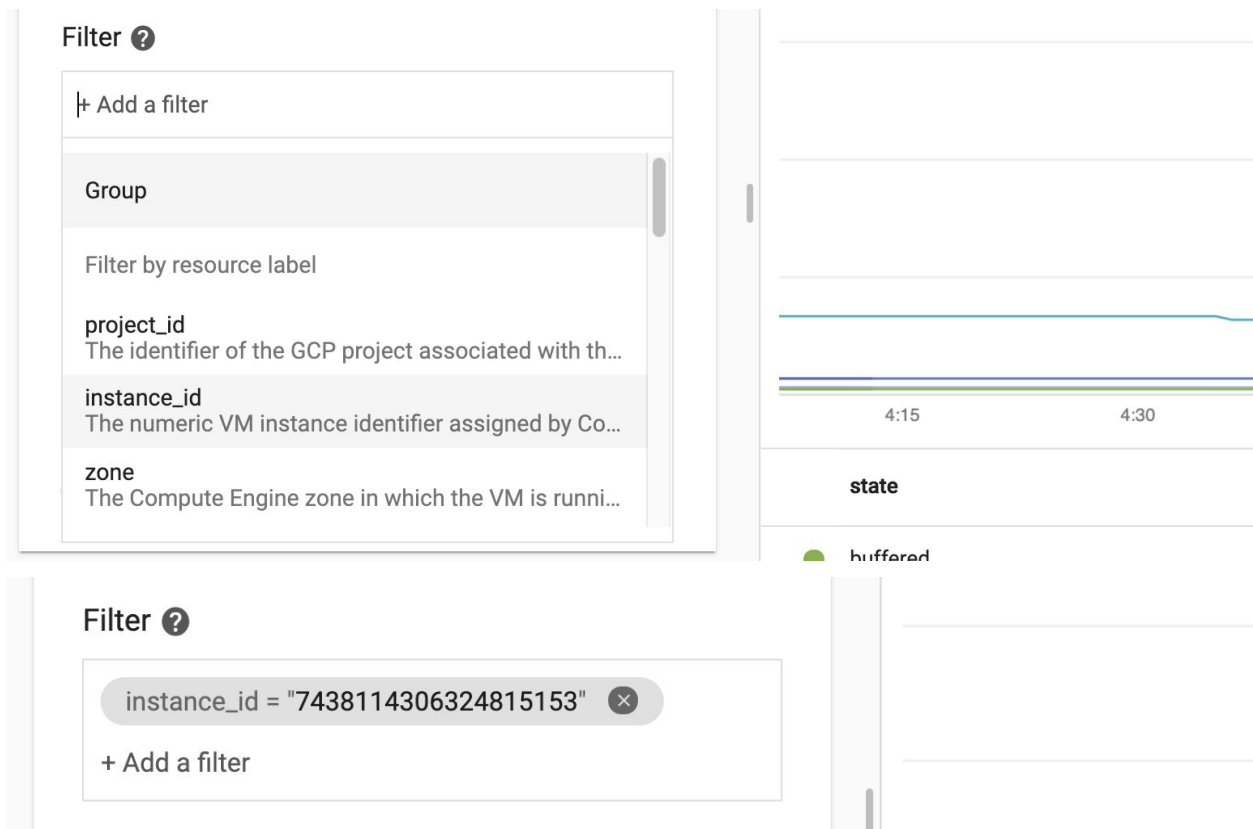 Filter ?
+ Add a filter
Group
Filter by resource label
project_id
The identifier of the GCP project associated with th...
instance_id
The numeric VM instance identifier assigned by Co...
zone
The Compute Engine zone in which the VM is runni...
4:15 4:30
state
buffered
Filter ?
instance_id = "7438114306324815153"
+ Add a filter